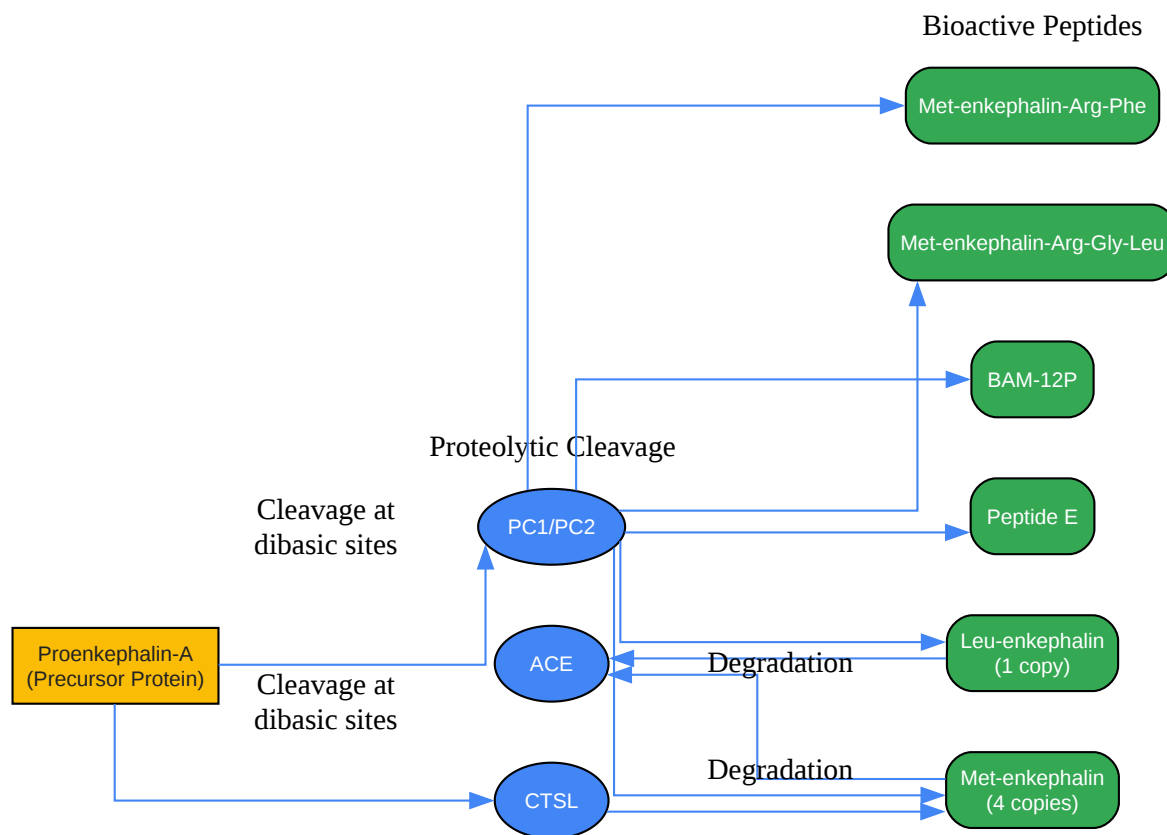 Bioactive Peptides
Met-enkephalin-Arg-Phe
Met-enkephalin-Arg-Gly-Leu
BAM-12P
Proteolytic Cleavage
Cleavage at
dibasic sites
PC1/PC2
Peptide E
Proenkephalin-A
(Precursor Protein)
Cleavage at
dibasic sites
ACE
Degradation
Leu-enkephalin
(1 copy)
CTSL
Degradation
Met-enkephalin
(4 copies)